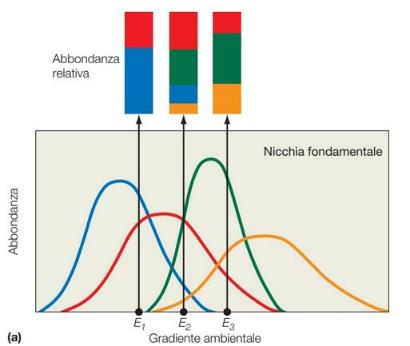 Abbondanza
relativa
Nicchia fondamentale
Abbondanza
E1 E2 E3
(a) Gradiente ambientale